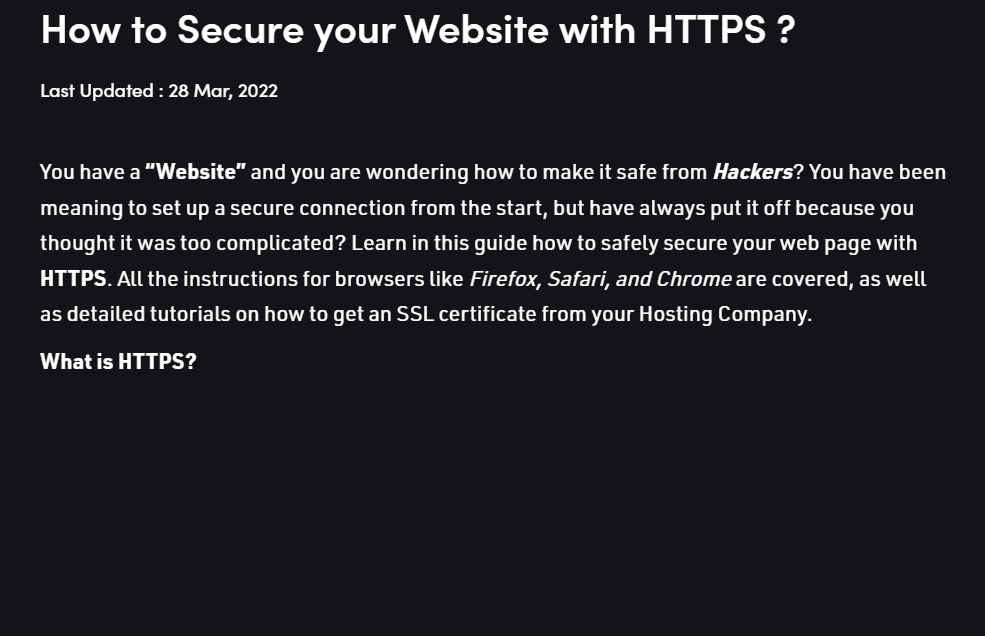 How to Secure your Website with HTTPS ?
Last Updated : 28 Mar, 2022
You have a “Website” and you are wondering how to make it safe from Hackers? You have been
meaning to set up a secure connection from the start, but have always put it off because you
thought it was too complicated? Learn in this guide how to safely secure your web page with
HTTPS. All the instructions for browsers like Firefox, Safari, and Chrome are covered, as well
as detailed tutorials on how to get an SSL certificate from your Hosting Company.
What is HTTPS?